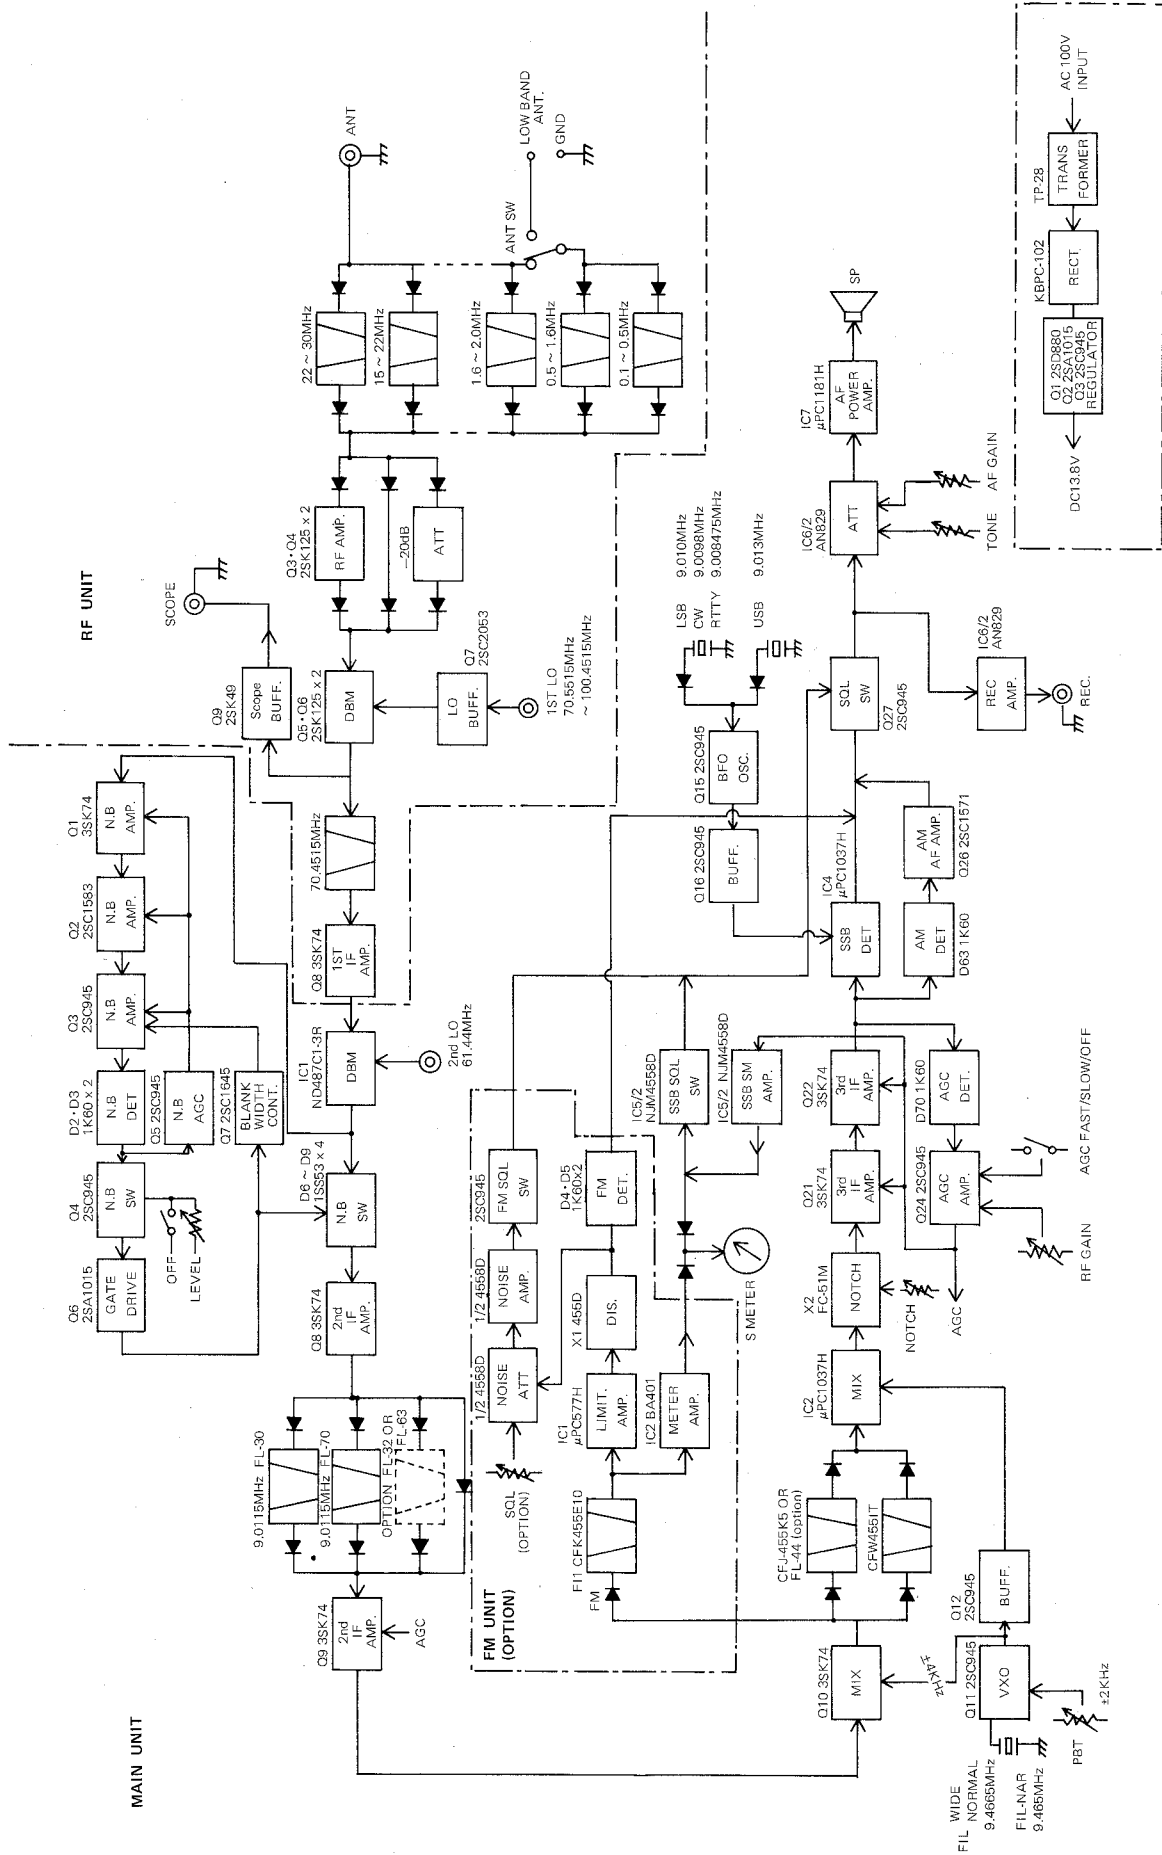 MAIN UNIT
RF UNIT
Q6
2SA1015
GATE
DRIVE
Q4
2SC945
N.B
SW
OFF
LEVEL
D2・D3
1K60 x 2
N.B
DET
Q5 2SC945
N.B
AGC
Q7 2SC1645
BLANK
WIDTH
CONT.
Q3
2SC945
N.B
AMP.
Q2
2SC1583
N.B
AMP.
Q1
3SK74
N.B
AMP.
Q9
2SK49
Scope
BUFF.
SCOPE
ANT
22 ~ 30MHz
15 ~ 22MHz
1.6 ~ 2.0MHz
0.5 ~ 1.6MHz
0.1 ~ 0.5MHz
ANT SW
LOW BAND
ANT.
GND
Q3・Q4
2SK125 x 2
RF AMP.
-20dB
ATT
Q5・Q6
2SK125 x 2
DBM
Q7
2SC2053
LO
BUFF.
1ST LO
70.5515MHz
~ 100.4515MHz
70.4515MHz
Q8 3SK74
1ST
IF
AMP.
IC1
ND487C1-3R
DBM
2nd LO
61.44MHz
D6 ~ D9
1SS53 x 4
N.B
SW
Q8 3SK74
2nd
IF
AMP.
9.0115MHz FL-30
9.0115MHz FL-70
OPTION FL-32 OR
FL-63
Q9 3SK74
2nd
IF
AMP.
AGC
FM UNIT
(OPTION)
SQL
(OPTION)
1/2 4558D
NOISE
ATT
1/2 4558D
NOISE
AMP.
2SC945
FM SQL
SW
FM
FI1 CFK455E10
IC1
µPC577H
LIMIT.
AMP.
X1 455D
DIS.
D4・D5
1K60x2
FM
DET.
IC2 BA401
METER
AMP.
S METER
IC5/2
NJM4558D
SSB SQL
SW
IC5/2 NJM4558D
SSB SM
AMP.
Q15 2SC945
BFO
OSC.
Q16 2SC945
BUFF.
LSB 9.010MHz
CW 9.0098MHz
RTTY 9.008475MHz
USB 9.013MHz
Q10 3SK74
MIX
±4KHz
CFJ-455K5 OR
FL-44 (option)
CFW455IT
IC2
µPC1037H
MIX
X2
FC-51M
NOTCH
NOTCH
Q21
3SK74
3rd
IF
AMP.
Q22
3SK74
3rd
IF
AMP.
IC4
µPC1037H
SSB
DET
AM
DET
D63 1K60
AM
AF AMP.
Q26 2SC1571
SQL
SW
Q27
2SC945
IC6/2
AN829
ATT
TONE
AF GAIN
IC7
µPC1181H
AF
POWER
AMP.
SP
IC6/2
AN829
REC
AMP.
REC.
D70 1K60
AGC
DET.
Q24 2SC945
AGC
AMP.
AGC
RF GAIN
AGC FAST/SLOW/OFF
Q11 2SC945
VXO
Q12
2SC945
BUFF.
FIL WIDE
NORMAL
9.4665MHz
FIL-NAR
9.465MHz
PBT
±2KHz
AC 100V
INPUT
TP-28
TRANS
FORMER
KBPC-102
RECT.
Q1 2SD880
Q2 2SA1015
Q3 2SC945
REGULATOR
DC13.8V